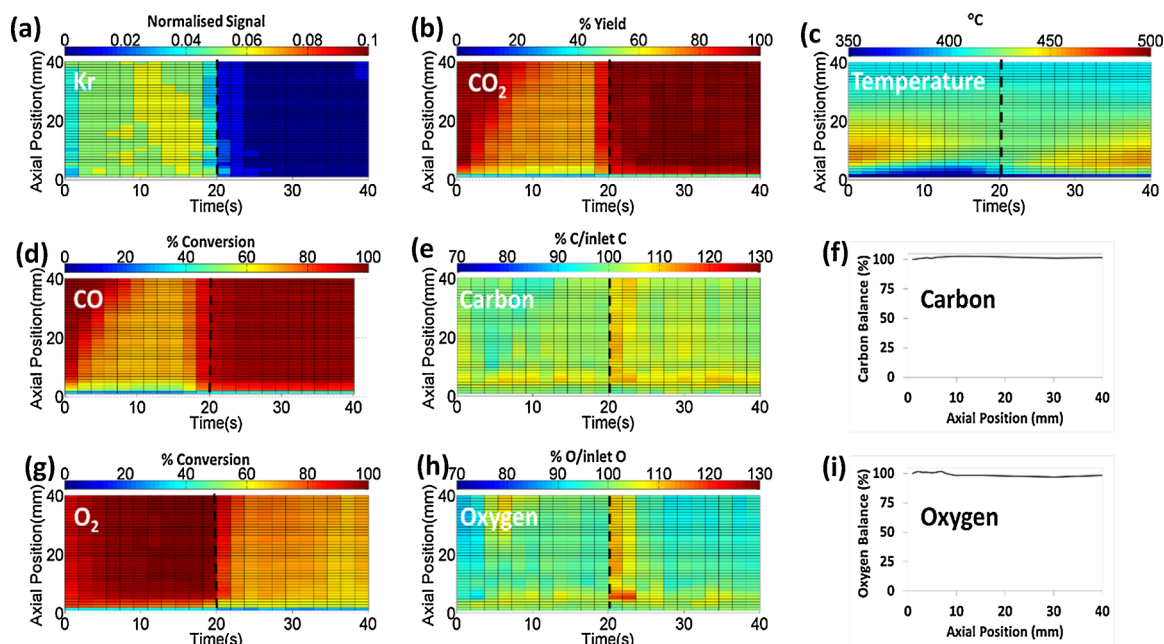 (a)
Normalised Signal
0 0.02 0.04 0.06 0.08 0.1
Kr
Axial Position(mm)
40
20
0
0 10 20 30 40
Time(s)
(b)
% Yield
0 20 40 60 80 100
CO2
Axial Position(mm)
40
20
0
0 10 20 30 40
Time(s)
(c)
°C
350 400 450 500
Temperature
Axial Position(mm)
40
20
0
0 10 20 30 40
Time(s)
(d)
% Conversion
0 20 40 60 80 100
CO
Axial Position(mm)
40
20
0
0 10 20 30 40
Time(s)
(e)
% C/inlet C
70 80 90 100 110 120 130
Carbon
Axial Position(mm)
40
20
0
0 10 20 30 40
Time(s)
(f)
Carbon Balance (%)
100
75
50
25
0
Carbon
0 10 20 30 40
Axial Position (mm)
(g)
% Conversion
0 20 40 60 80 100
O2
Axial Position(mm)
40
20
0
0 10 20 30 40
Time(s)
(h)
% O/inlet O
70 80 90 100 110 120 130
Oxygen
Axial Position(mm)
40
20
0
0 10 20 30 40
Time(s)
(i)
Oxygen Balance (%)
100
75
50
25
0
Oxygen
0 10 20 30 40
Axial Position (mm)